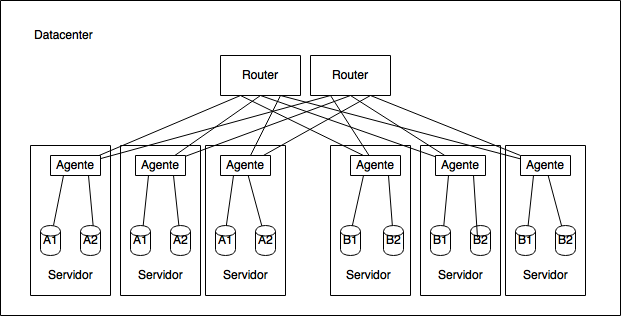 Datacenter
Router Router
Agente Agente Agente Agente Agente Agente
A1 A2 A1 A2 A1 A2 B1 B2 B1 B2 B1 B2
Servidor Servidor Servidor Servidor Servidor Servidor